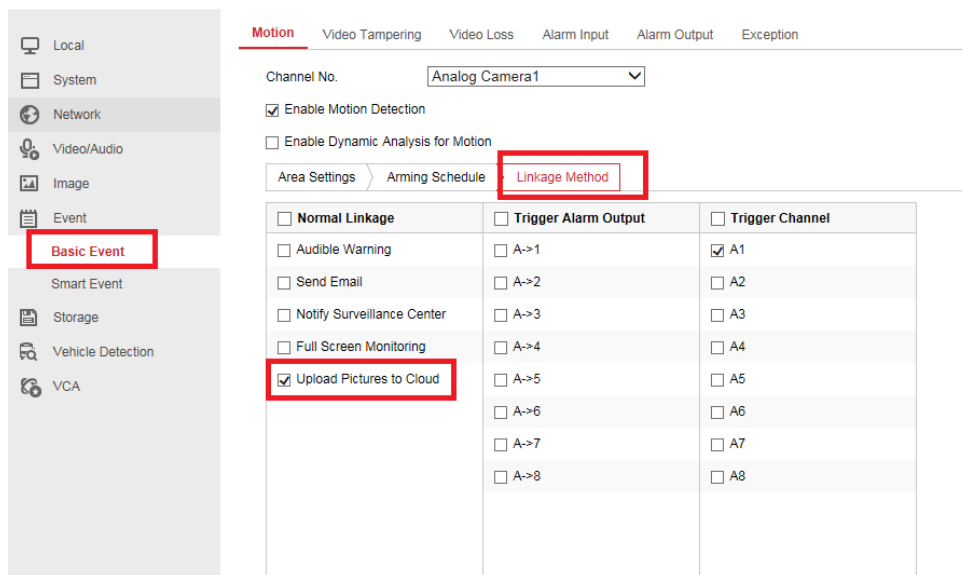 Local
System
Network
Video/Audio
Image
Event
Basic Event
Smart Event
Storage
Vehicle Detection
VCA
Motion Video Tampering Video Loss Alarm Input Alarm Output Exception
Channel No. Analog Camera1
Enable Motion Detection
Enable Dynamic Analysis for Motion
Area Settings Arming Schedule Linkage Method
Normal Linkage Trigger Alarm Output Trigger Channel
Audible Warning A->1 A1
Send Email A->2 A2
Notify Surveillance Center A->3 A3
Full Screen Monitoring A->4 A4
Upload Pictures to Cloud A->5 A5
A->6 A6
A->7 A7
A->8 A8